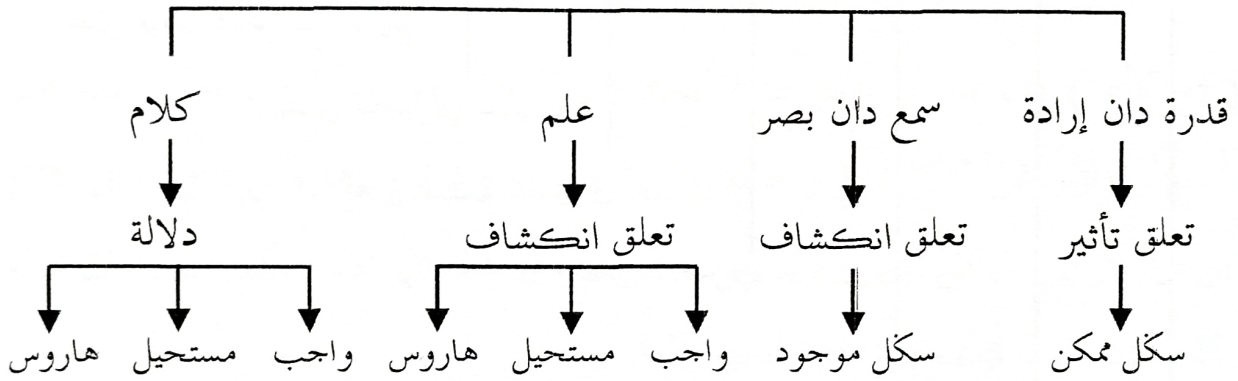 قدرة دان إرادة سمع دان بصر علم كلام
تعلق تأثير تعلق انكشاف تعلق انكشاف دلالة
سكل ممكن سكل موجود واجب مستحيل هاروس واجب مستحيل هاروس